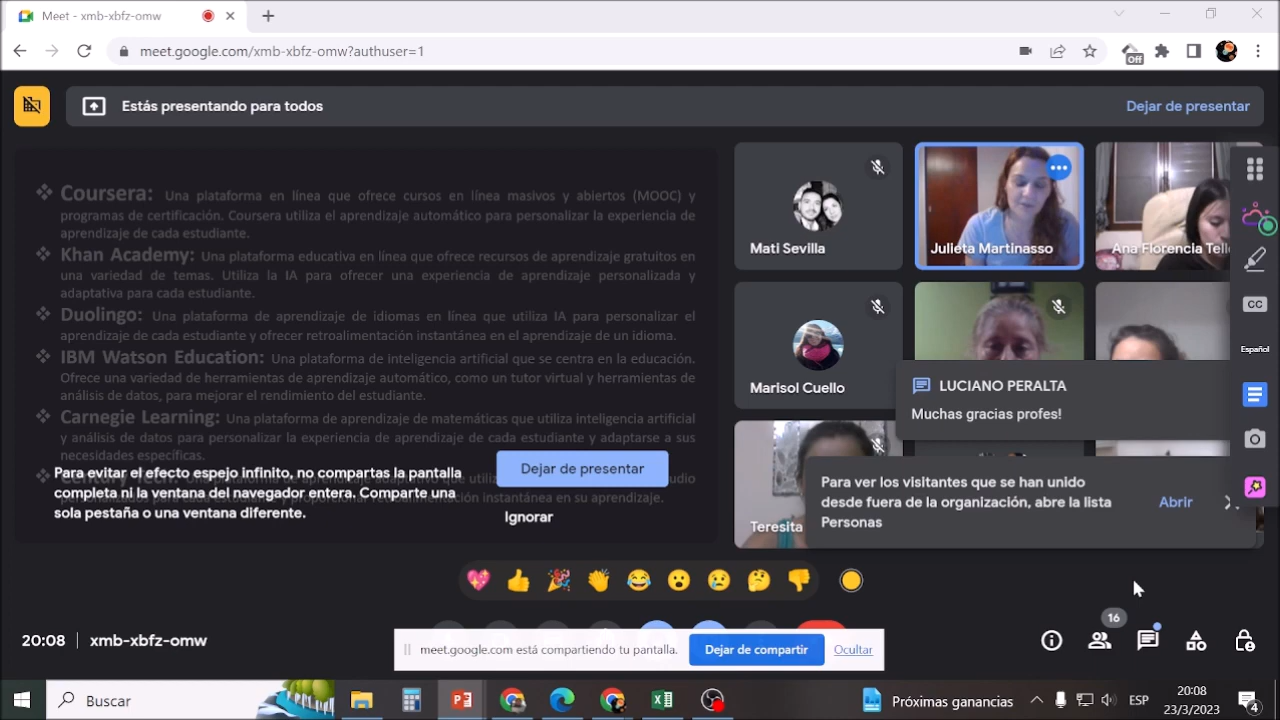 Meet - xmb-xbfz-omw
meet.google.com/xmb-xbfz-omw?authuser=1
Off
Estás presentando para todos
Dejar de presentar
❖ Coursera: Una plataforma en línea que ofrece cursos en línea masivos y abiertos (MOOC) y
programas de certificación. Coursera utiliza el aprendizaje automático para personalizar la experiencia de
aprendizaje de cada estudiante.
❖ Khan Academy: Una plataforma educativa en línea que ofrece recursos de aprendizaje gratuitos en
una variedad de temas. Utiliza la IA para ofrecer una experiencia de aprendizaje personalizada y
adaptativa para cada estudiante.
❖ Duolingo: Una plataforma de aprendizaje de idiomas en línea que utiliza IA para personalizar el
aprendizaje de cada estudiante y ofrecer retroalimentación instantánea en el aprendizaje de un idioma.
❖ IBM Watson Education: Una plataforma de inteligencia artificial que se centra en la educación.
Ofrece una variedad de herramientas de aprendizaje automático, como un tutor virtual y herramientas de
análisis de datos, para mejorar el rendimiento del estudiante.
❖ Carnegie Learning: Una plataforma de aprendizaje de matemáticas que utiliza inteligencia artificial
y análisis de datos para personalizar la experiencia de aprendizaje de cada estudiante y adaptarse a sus
necesidades específicas.
instantánea en su aprendizaje.
Para evitar el efecto espejo infinito, no compartas la pantalla
completa ni la ventana del navegador entera. Comparte una
sola pestaña o una ventana diferente.
Dejar de presentar
Ignorar
Mati Sevilla
Julieta Martinasso
Ana Florencia Tell
Marisol Cuello
Teresita
CC
Español
LUCIANO PERALTA
Muchas gracias profes!
Para ver los visitantes que se han unido
desde fuera de la organización, abre la lista
Personas
Abrir
20:08 | xmb-xbfz-omw
meet.google.com está compartiendo tu pantalla.
Dejar de compartir
Ocultar
16
Buscar
Próximas ganancias
ESP
20:08
23/3/2023
4